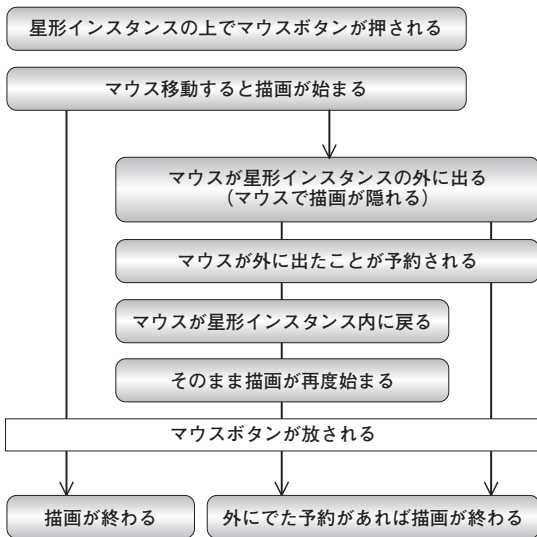 星形インスタンスの上でマウスボタンが押される
マウス移動すると描画が始まる
マウスが星形インスタンスの外に出る
（マウスで描画が隠れる）
マウスが外に出たことが予約される
マウスが星形インスタンス内に戻る
そのまま描画が再度始まる
マウスボタンが放される
描画が終わる
外にでた予約があれば描画が終わる